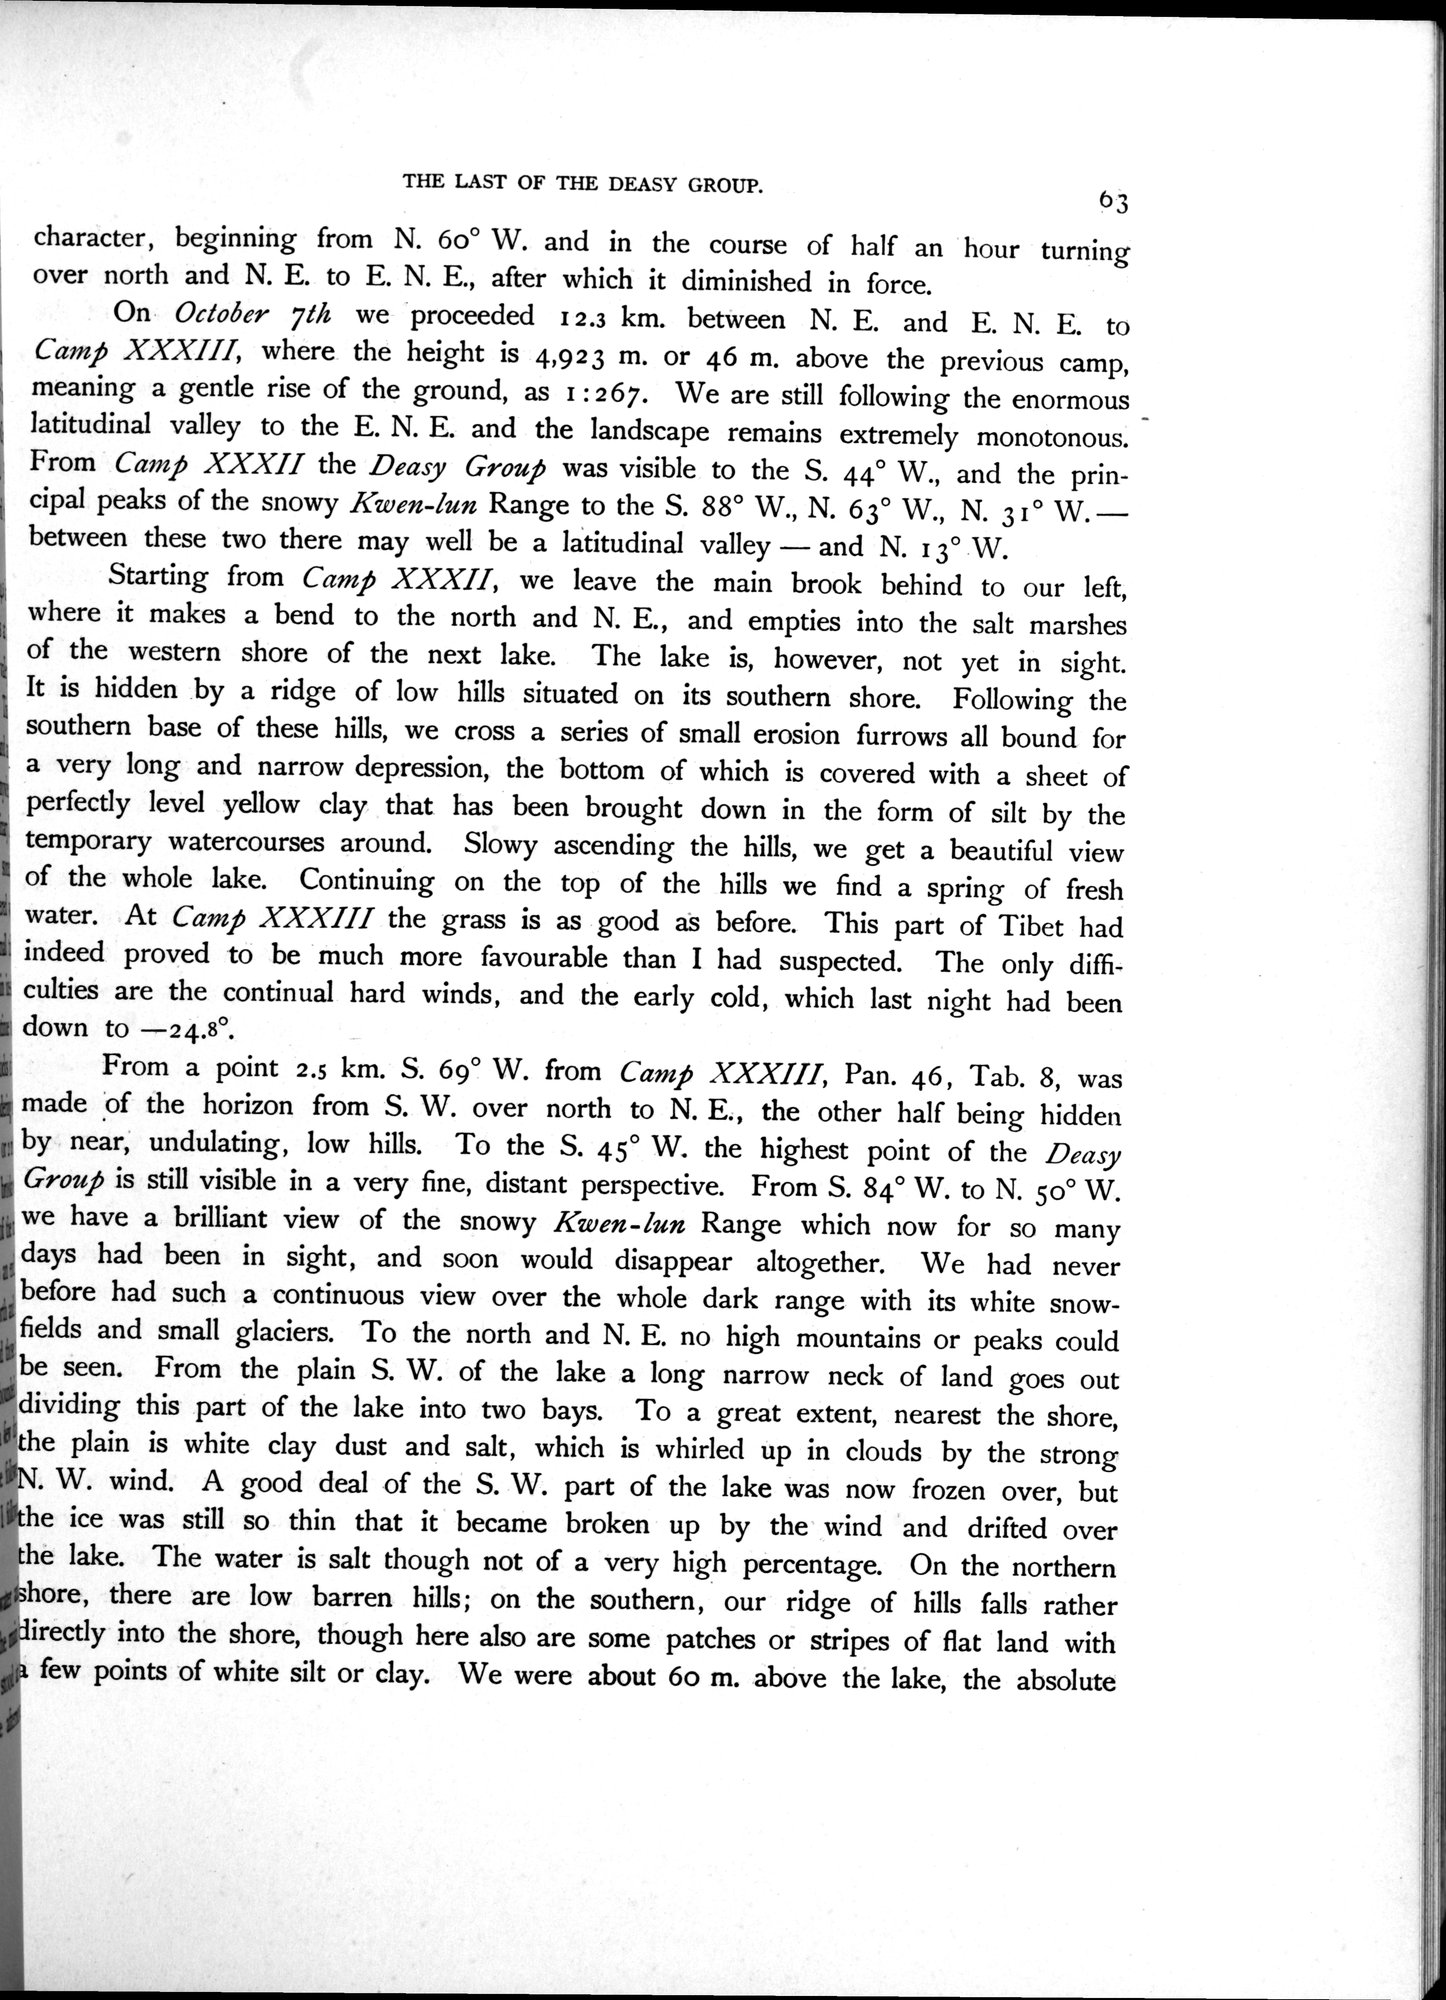 THE LAST OF THE DEASY GROUP.
63
character, beginning from N. 60° W. and in the course of half an hour turning
over north and N. E. to E. N. E., after which it diminished in force.
On October 7th we proceeded 12.3 km. between N. E. and E. N. E. to
Camp XXXIII, where the height is 4,923 m. or 46 m. above the previous camp,
meaning a gentle rise of the ground, as 1:267. We are still following the enormous
latitudinal valley to the E. N. E. and the landscape remains extremely monotonous.
From Camp XXXII the Deasy Group was visible to the S. 44° W., and the prin-
cipal peaks of the snowy Kwen-lun Range to the S. 88° W., N. 63° W., N. 31° W. —
between these two there may well be a latitudinal valley — and N. 13° W.
Starting from Camp XXXII, we leave the main brook behind to our left,
where it makes a bend to the north and N. E., and empties into the salt marshes
of the western shore of the next lake. The lake is, however, not yet in sight.
It is hidden by a ridge of low hills situated on its southern shore. Following the
southern base of these hills, we cross a series of small erosion furrows all bound for
a very long and narrow depression, the bottom of which is covered with a sheet of
perfectly level yellow clay that has been brought down in the form of silt by the
temporary watercourses around. Slowy ascending the hills, we get a beautiful view
of the whole lake. Continuing on the top of the hills we find a spring of fresh
water. At Camp XXXIII the grass is as good as before. This part of Tibet had
indeed proved to be much more favourable than I had suspected. The only diffi-
culties are the continual hard winds, and the early cold, which last night had been
down to —24.8°.
From a point 2.5 km. S. 69° W. from Camp XXXIII, Pan. 46, Tab. 8, was
made of the horizon from S. W. over north to N. E., the other half being hidden
by near, undulating, low hills. To the S. 45° W. the highest point of the Deasy
Group is still visible in a very fine, distant perspective. From S. 84° W. to N. 50° W.
we have a brilliant view of the snowy Kwen-lun Range which now for so many
days had been in sight, and soon would disappear altogether. We had never
before had such a continuous view over the whole dark range with its white snow-
fields and small glaciers. To the north and N. E. no high mountains or peaks could
be seen. From the plain S. W. of the lake a long narrow neck of land goes out
dividing this part of the lake into two bays. To a great extent, nearest the shore,
the plain is white clay dust and salt, which is whirled up in clouds by the strong
N. W. wind. A good deal of the S. W. part of the lake was now frozen over, but
the ice was still so thin that it became broken up by the wind and drifted over
the lake. The water is salt though not of a very high percentage. On the northern
shore, there are low barren hills; on the southern, our ridge of hills falls rather
directly into the shore, though here also are some patches or stripes of flat land with
a few points of white silt or clay. We were about 60 m. above the lake, the absolute